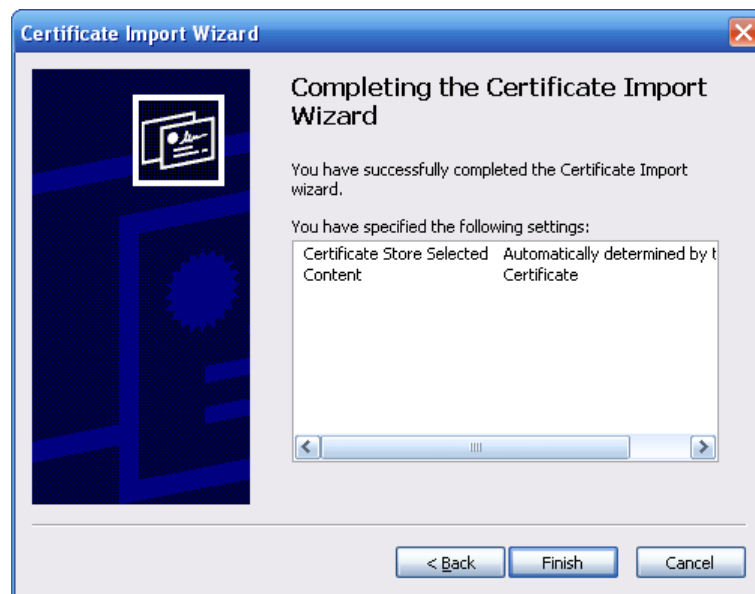 Certificate Import Wizard
Completing the Certificate Import
Wizard
You have successfully completed the Certificate Import
wizard.
You have specified the following settings:
Certificate Store Selected Automatically determined by t
Content Certificate
< Back Finish Cancel